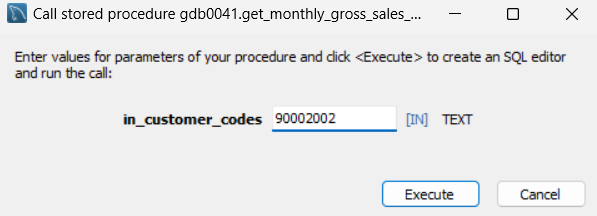 Call stored procedure gdb0041.get_monthly_gross_sales_...
Enter values for parameters of your procedure and click <Execute> to create an SQL editor
and run the call:
in_customer_codes 90002002 [IN] TEXT
Execute Cancel